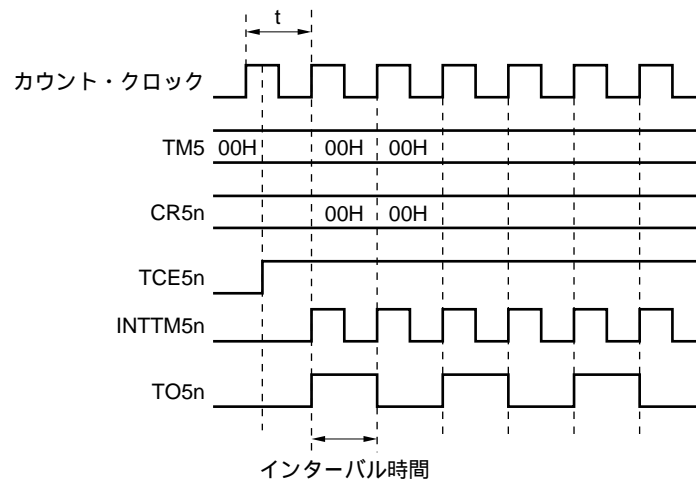 t
カウント・クロック
TM5 00H 00H 00H
CR5n 00H 00H
TCE5n
INTTM5n
TO5n
インターバル時間